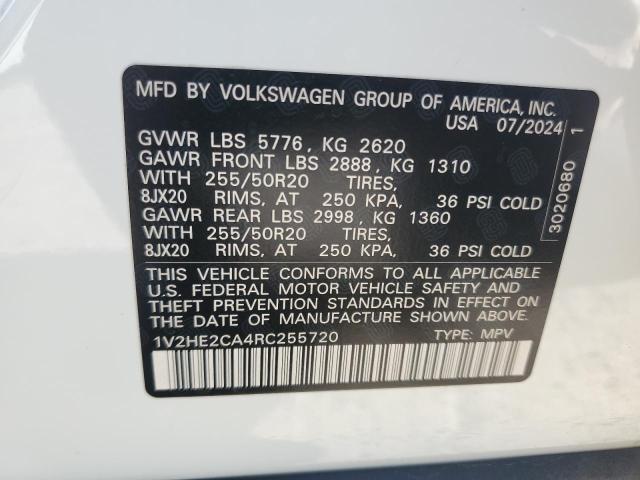 MFD BY VOLKSWAGEN GROUP OF AMERICA, INC.
USA 07/2024
GVWR LBS 5776, KG 2620
GAWR FRONT LBS 2888, KG 1310
WITH 255/50R20 TIRES,
8JX20 RIMS, AT 250 KPA, 36 PSI COLD
GAWR REAR LBS 2998, KG 1360
WITH 255/50R20 TIRES,
8JX20 RIMS, AT 250 KPA, 36 PSI COLD
THIS VEHICLE CONFORMS TO ALL APPLICABLE
U.S. FEDERAL MOTOR VEHICLE SAFETY AND
THEFT PREVENTION STANDARDS IN EFFECT ON
THE DATE OF MANUFACTURE SHOWN ABOVE.
1V2HE2CA4RC255720 TYPE: MPV
3020680 1